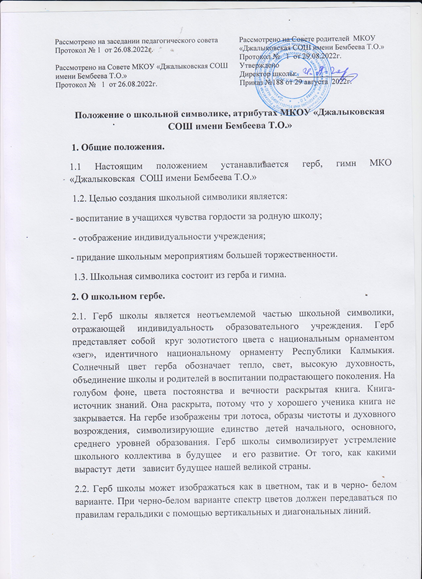 Рассмотрено на заседании педагогического совета
Протокол № 1 от 26.08.2022г.
Рассмотрено на Совете МКОУ «Джалыковская СОШ
имени Бембеева Т.О.»
Протокол № 1 от 26.08.2022г.
Рассмотрено на Совете родителей МКОУ
«Джалыковская СОШ имени Бембеева Т.О.»
Протокол № 1 от 29.08.2022г.
Утверждено
Директор школы:
Приказ №188 от 29 августа 2022г.
Положение о школьной символике, атрибутах МКОУ «Джалыковская
СОШ имени Бембеева Т.О.»
1. Общие положения.
1.1 Настоящим положением устанавливается герб, гимн МКО
«Джалыковская СОШ имени Бембеева Т.О.»
1.2. Целью создания школьной символики является:
- воспитание в учащихся чувства гордости за родную школу;
- отображение индивидуальности учреждения;
- придание школьным мероприятиям большей торжественности.
1.3. Школьная символика состоит из герба и гимна.
2. О школьном гербе.
2.1. Герб школы является неотъемлемой частью школьной символики,
отражающей индивидуальность образовательного учреждения. Герб
представляет собой круг золотистого цвета с национальным орнаментом
«зег», идентичного национальному орнаменту Республики Калмыкия.
Солнечный цвет герба обозначает тепло, свет, высокую духовность,
объединение школы и родителей в воспитании подрастающего поколения. На
голубом фоне, цвета постоянства и вечности раскрытая книга. Книга-
источник знаний. Она раскрыта, потому что у хорошего ученика книга не
закрывается. На гербе изображены три лотоса, образы чистоты и духовного
возрождения, символизирующие единство детей начального, основного,
среднего уровней образования. Герб школы символизирует устремление
школьного коллектива в будущее и его развитие. От того, как какими
вырастут дети зависит будущее нашей великой страны.
2.2. Герб школы может изображаться как в цветном, так и в черно- белом
варианте. При черно-белом варианте спектр цветов должен передаваться по
правилам геральдики с помощью вертикальных и диагональных линий.